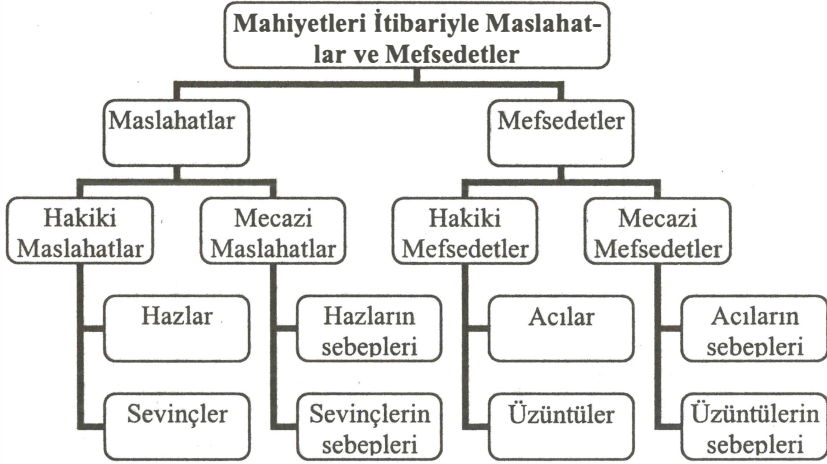 Mahiyetleri İtibariyle Maslahat-
lar ve Mefsedetler
Maslahatlar
Mefsedetler
Hakiki
Maslahatlar
Mecazi
Maslahatlar
Hakiki
Mefsedetler
Mecazi
Mefsedetler
Hazlar
Hazların
sebepleri
Acılar
Acıların
sebepleri
Sevinçler
Sevinçlerin
sebepleri
Üzüntüler
Üzüntülerin
sebepleri